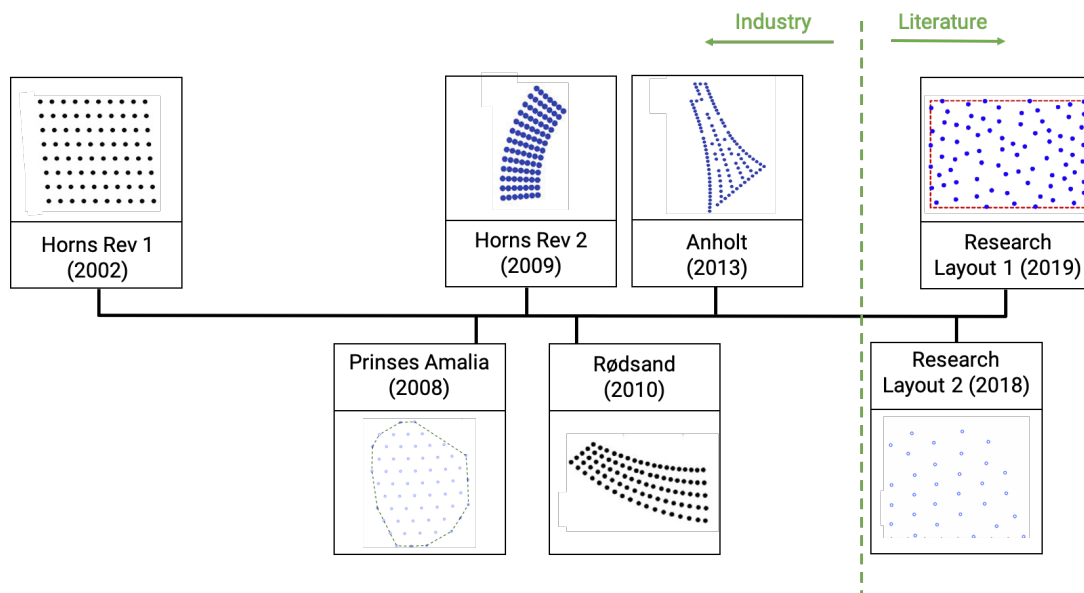 Industry
Literature
Horns Rev 1
(2002)
Horns Rev 2
(2009)
Anholt
(2013)
Research
Layout 1 (2019)
Prinses Amalia
(2008)
Rødsand
(2010)
Research
Layout 2 (2018)